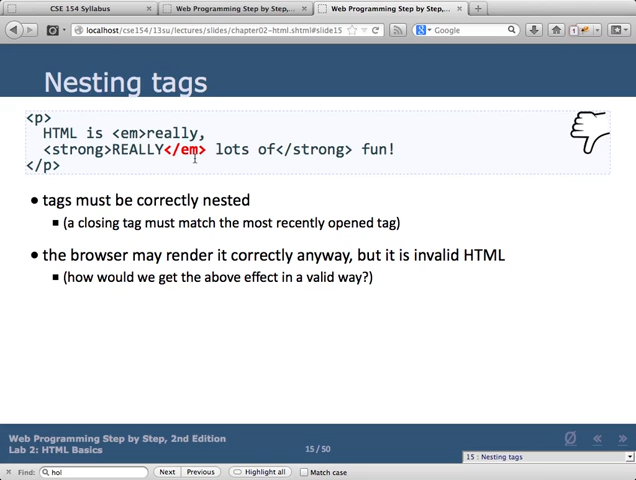 CSE 154 Syllabus
Web Programming Step by Step,...
Web Programming Step by Step,...
localhost/cse154/13su/lectures/slides/chapter02-html.shtml#slide15
Google
Nesting tags
<p>
HTML is <em>really,
<strong>REALLY</em> lots of</strong> fun!
</p>
tags must be correctly nested
(a closing tag must match the most recently opened tag)
the browser may render it correctly anyway, but it is invalid HTML
(how would we get the above effect in a valid way?)
Web Programming Step by Step, 2nd Edition
Lab 2: HTML Basics
15 / 50
15 : Nesting tags
Find: hol Next Previous Highlight all Match case